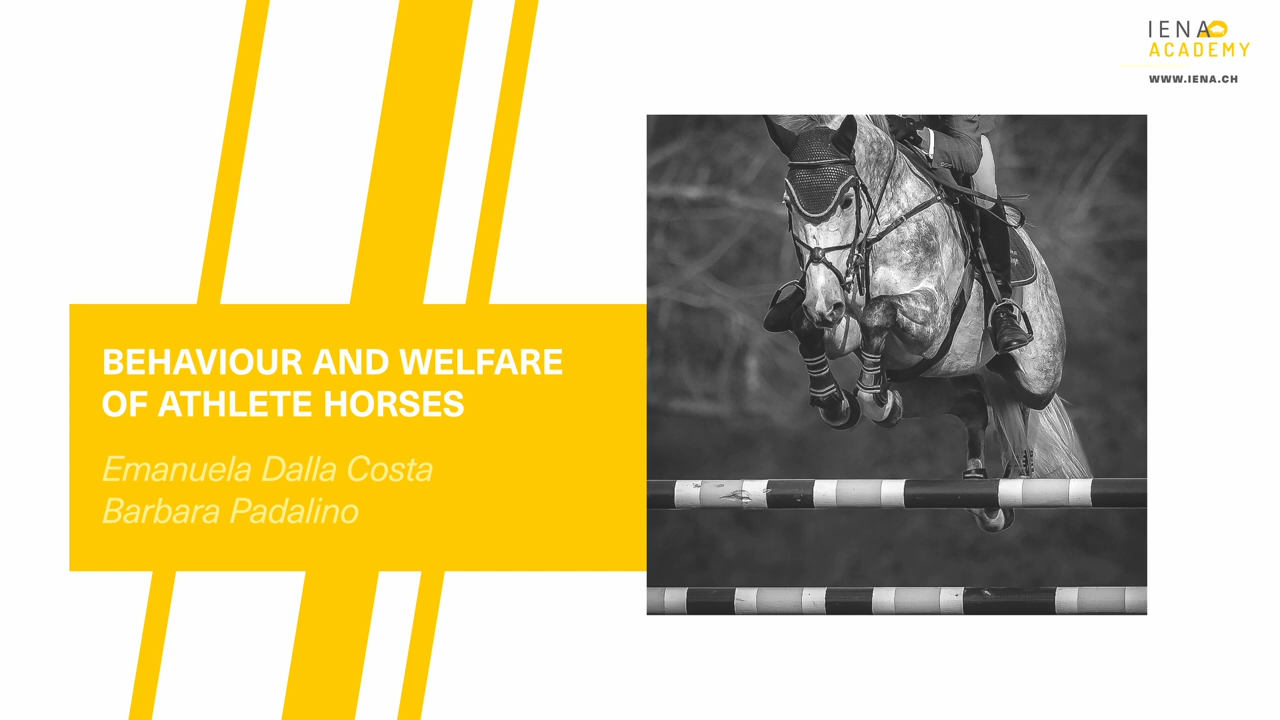 IENA
ACADEMY
WWW.IENA.CH
BEHAVIOUR AND WELFARE
OF ATHLETE HORSES
Emanuela Dalla Costa
Barbara Padalino